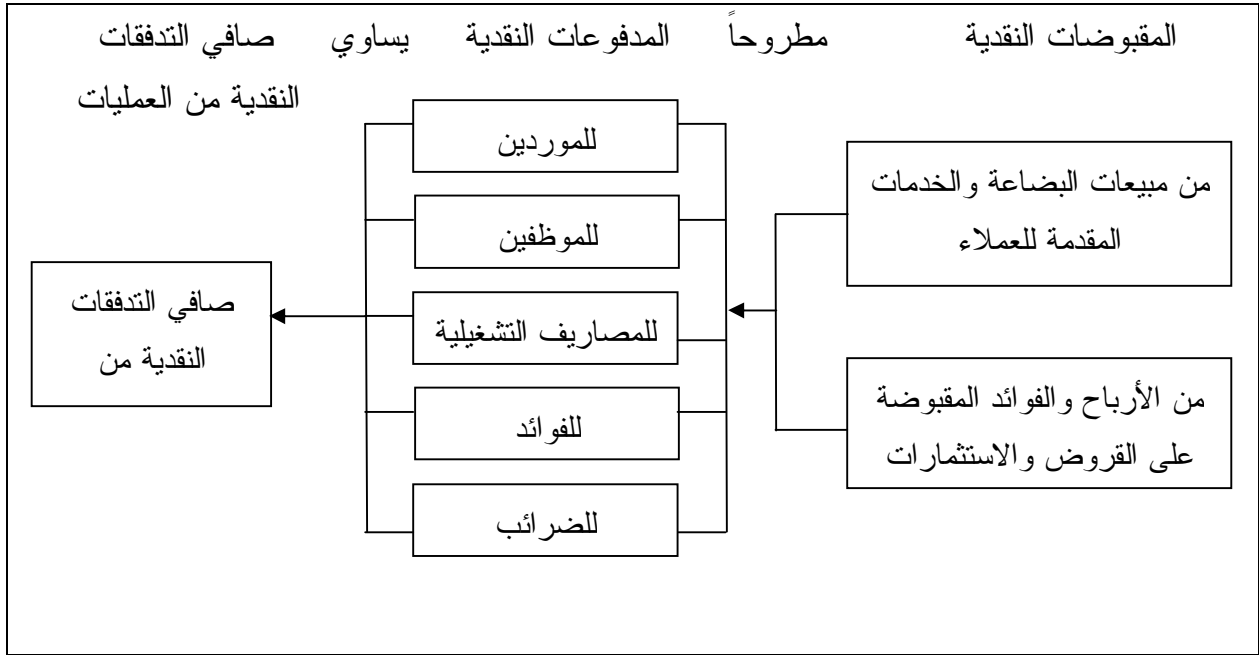 المقبوضات النقدية مطروحاً المدفوعات النقدية يساوي صافي التدفقات
النقدية من العمليات
من مبيعات البضاعة والخدمات
المقدمة للعملاء
من الأرباح والفوائد المقبوضة
على القروض والاستثمارات
للموردين
للموظفين
للمصاريف التشغيلية
للفوائد
للضرائب
صافي التدفقات
النقدية من